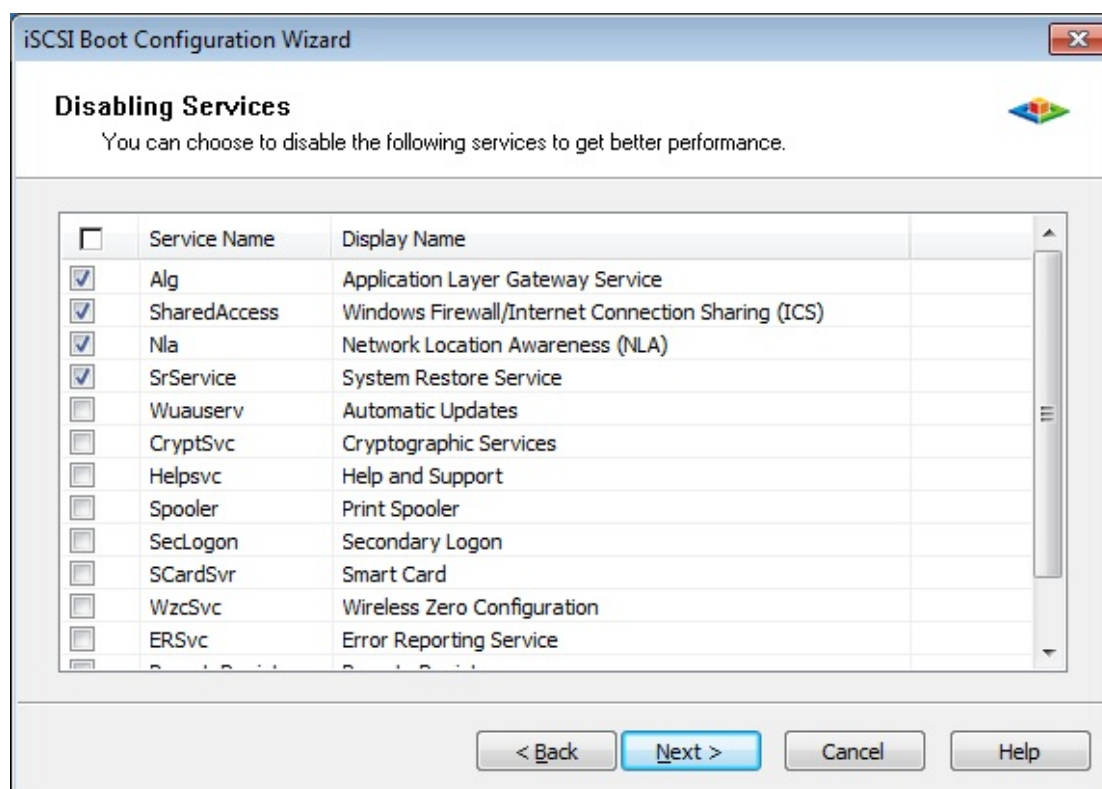 iSCSI Boot Configuration Wizard
Disabling Services
You can choose to disable the following services to get better performance.
Service Name Display Name
Alg Application Layer Gateway Service
SharedAccess Windows Firewall/Internet Connection Sharing (ICS)
Nla Network Location Awareness (NLA)
SrService System Restore Service
Wuauserv Automatic Updates
CryptSvc Cryptographic Services
Helpsvc Help and Support
Spooler Print Spooler
SecLogon Secondary Logon
SCardSvr Smart Card
WzcSvc Wireless Zero Configuration
ERSvc Error Reporting Service
< Back Next > Cancel Help